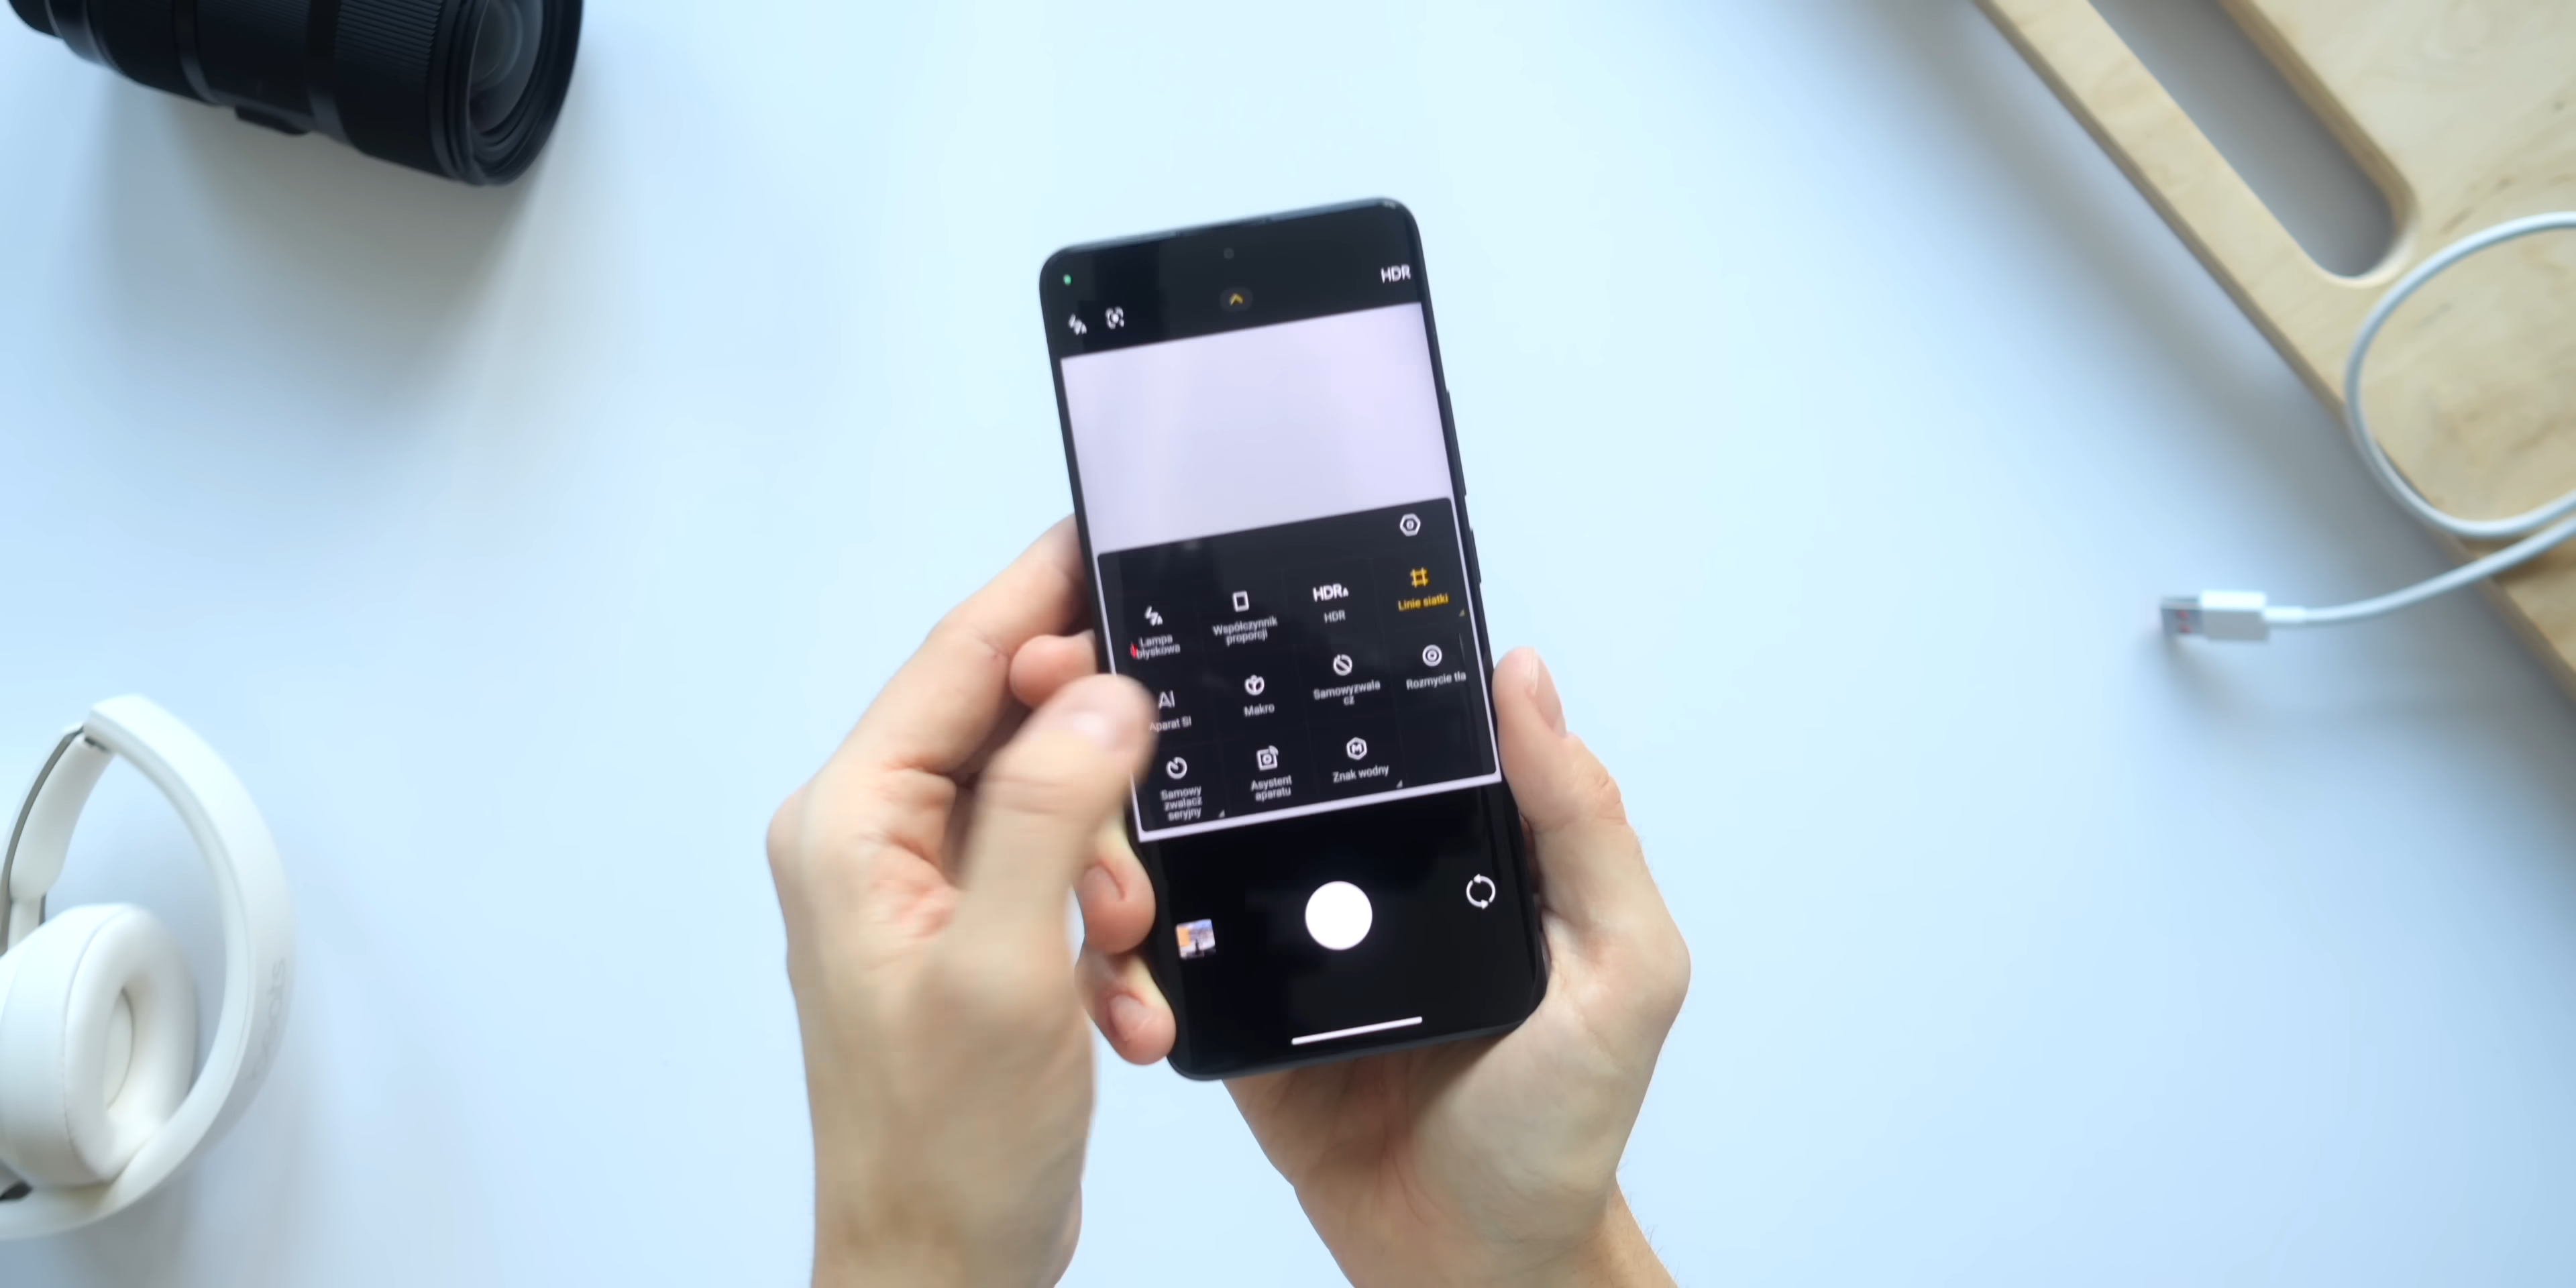 HDR
HDR
Lampa
błyskowa
Współczynnik
proporcji
HDR
Linie siatki
AI
Aparat SI
Makro
Samowyzwala
cz
Rozmycie tła
Samowy
zwalacz
seryjny
Asystent
aparatu
Znak wodny
beats